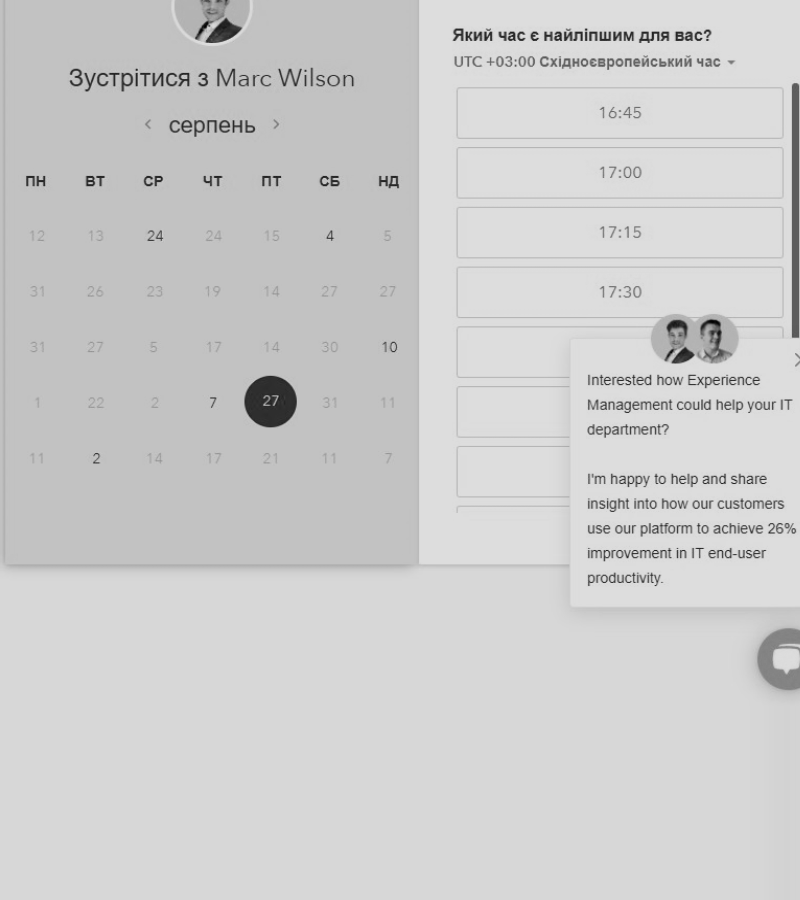 Зустрітися з Marc Wilson
серпень
ПН ВТ СР ЧТ ПТ СБ НД
12 13 24 24 15 4 5
31 26 23 19 14 27 27
31 27 5 17 14 30 10
1 22 2 7 27 31 11
11 2 14 17 21 11 7
Який час є найліпшим для вас?
UTC +03:00 Східноєвропейський час
16:45
17:00
17:15
17:30
Interested how Experience
Management could help your IT
department?
I'm happy to help and share
insight into how our customers
use our platform to achieve 26%
improvement in IT end-user
productivity.